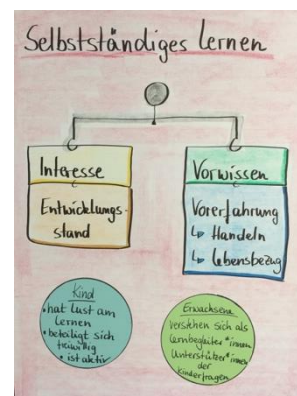 Selbstständiges lernen
Interesse
Entwicklungs-
stand
Vorwissen
Vorerfahrung
↳ Handeln
↳ Lebensbezug
Kind
• hat Lust am
Lernen
• beteiligt sich
freiwillig
• ist aktiv
Erwachsene
verstehen sich als
Lernbegleiter*innen
Unterstützer*innen
der
Kinderfragen